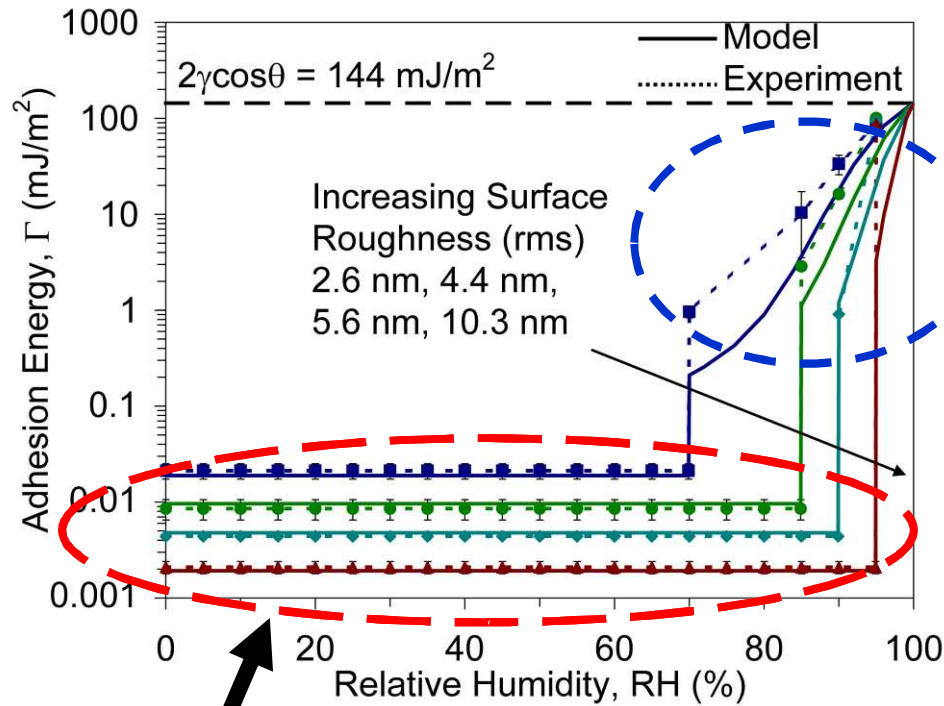 1000
100
10
1
0.1
0.01
0.001
Adhesion Energy, Γ (mJ/m²)
Model
Experiment
2γcosθ = 144 mJ/m²
Increasing Surface
Roughness (rms)
2.6 nm, 4.4 nm,
5.6 nm, 10.3 nm
0 20 40 60 80 100
Relative Humidity, RH (%)